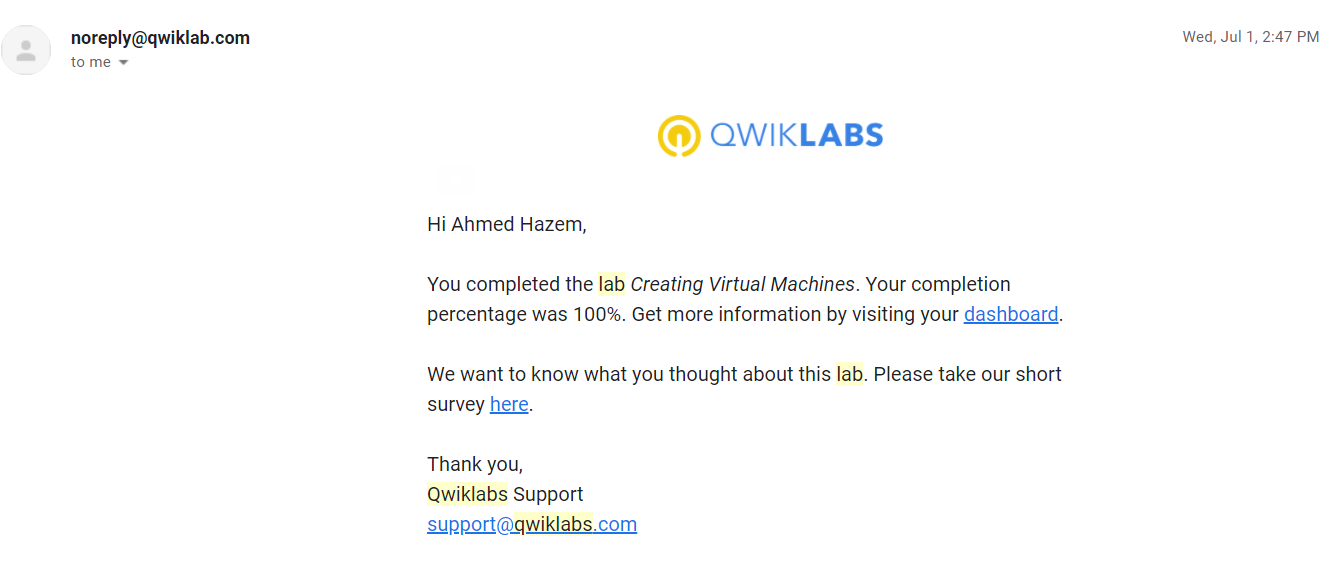 noreply@qwiklab.com
Wed, Jul 1, 2:47 PM
to me
QWIKLABS
Hi Ahmed Hazem,
You completed the lab Creating Virtual Machines. Your completion
percentage was 100%. Get more information by visiting your dashboard.
We want to know what you thought about this lab. Please take our short
survey here.
Thank you,
Qwiklabs Support
support@qwiklabs.com